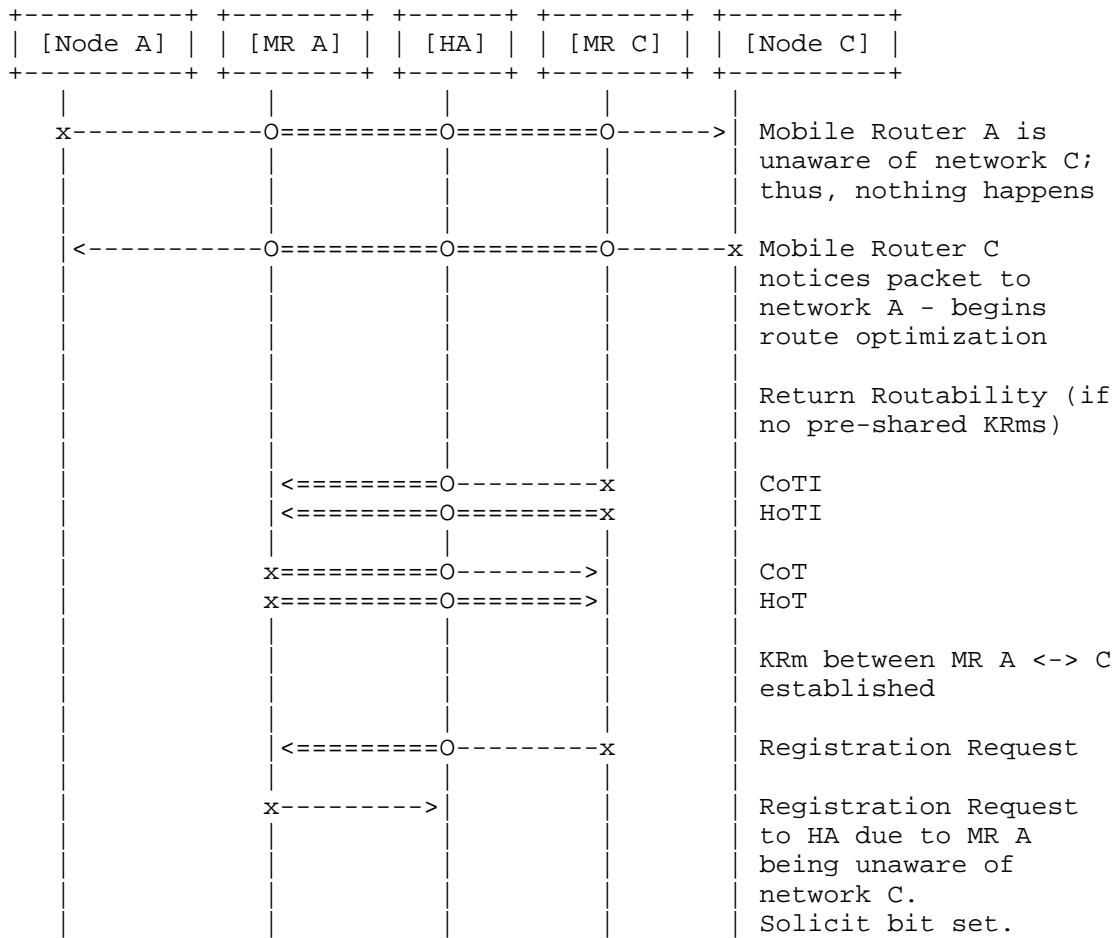 [Node A] [MR A] [HA] [MR C] [Node C]
Mobile Router A is
unaware of network C;
thus, nothing happens
Mobile Router C
notices packet to
network A - begins
route optimization
Return Routability (if
no pre-shared KRms)
CoTI
HoTI
CoT
HoT
KRm between MR A <-> C
established
Registration Request
Registration Request
to HA due to MR A
being unaware of
network C.
Solicit bit set.